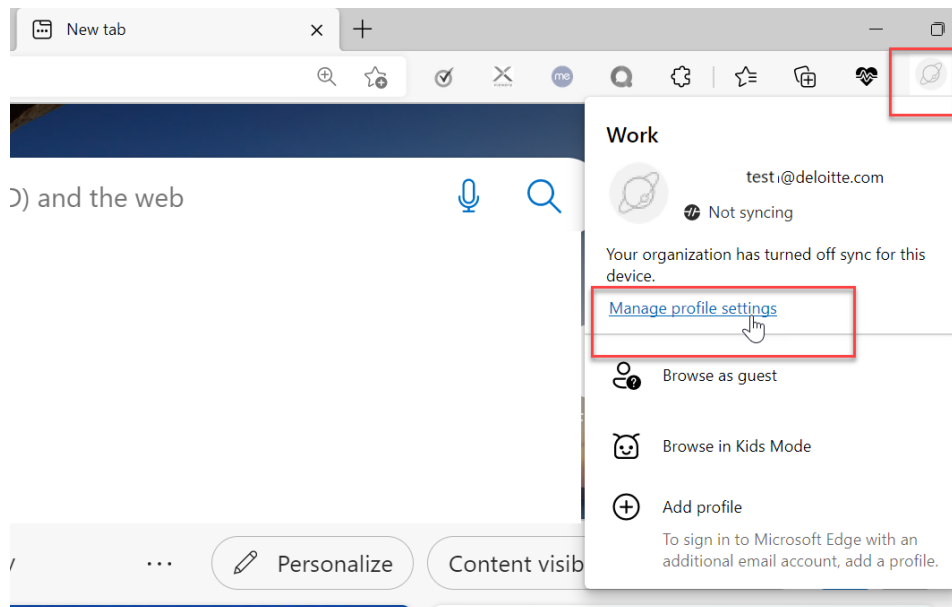 New tab
me
Work
test @deloitte.com
Not syncing
D) and the web
Your organization has turned off sync for this
device.
Manage profile settings
Browse as guest
Browse in Kids Mode
Add profile
To sign in to Microsoft Edge with an
additional email account, add a profile.
Personalize
Content visib